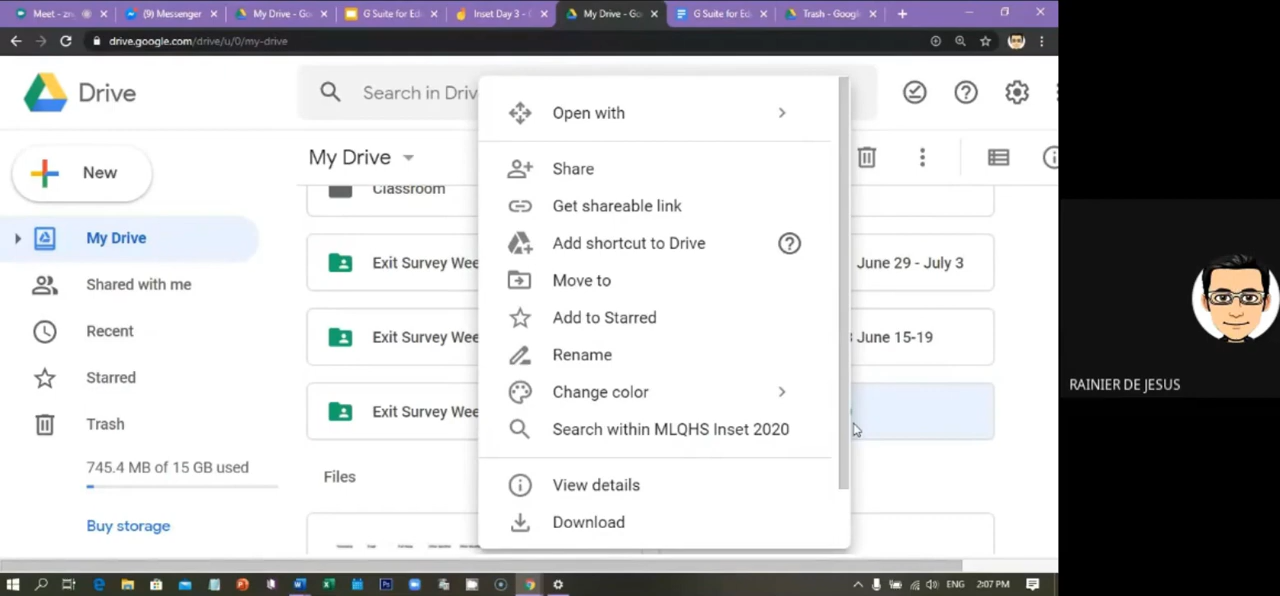 Meet - zn
(9) Messenger
My Drive - Go
G Suite for Ed
Inset Day 3 - G
My Drive - Go
G Suite for Ed
Trash - Google
drive.google.com/drive/u/0/my-drive
Drive
Search in Driv
New
My Drive
My Drive
Shared with me
Recent
Starred
Trash
745.4 MB of 15 GB used
Buy storage
Classroom
Exit Survey Wee
June 29 - July 3
Exit Survey Wee
June 15-19
Exit Survey Wee
Files
Open with
Share
Get shareable link
Add shortcut to Drive
Move to
Add to Starred
Rename
Change color
Search within MLQHS Inset 2020
View details
Download
RAINIER DE JESUS
ENG
2:07 PM